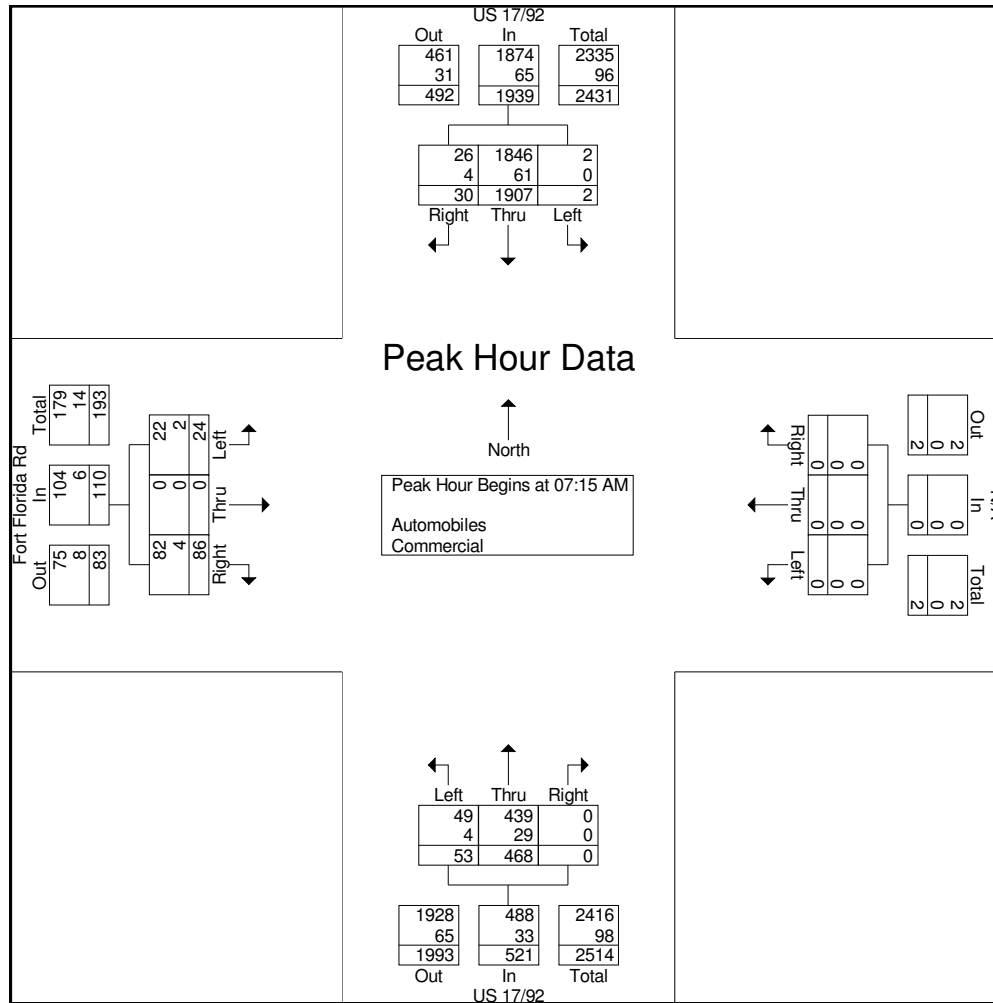 US 17/92
Out In Total
461 1874 2335
31 65 96
492 1939 2431
26 1846 2
4 61 0
30 1907 2
Right Thru Left
Peak Hour Data
North
Peak Hour Begins at 07:15 AM
Automobiles
Commercial
Fort Florida Rd
Out In Total
75 104 179
8 6 14
83 110 193
Right Thru Left
82 0 22
4 0 2
86 0 24
Out In Total
2 0 2
0 0 0
2 0 2
Right Thru Left
0 0 0
0 0 0
0 0 0
Left Thru Right
49 439 0
4 29 0
53 468 0
1928 488 2416
65 33 98
1993 521 2514
Out In Total
US 17/92